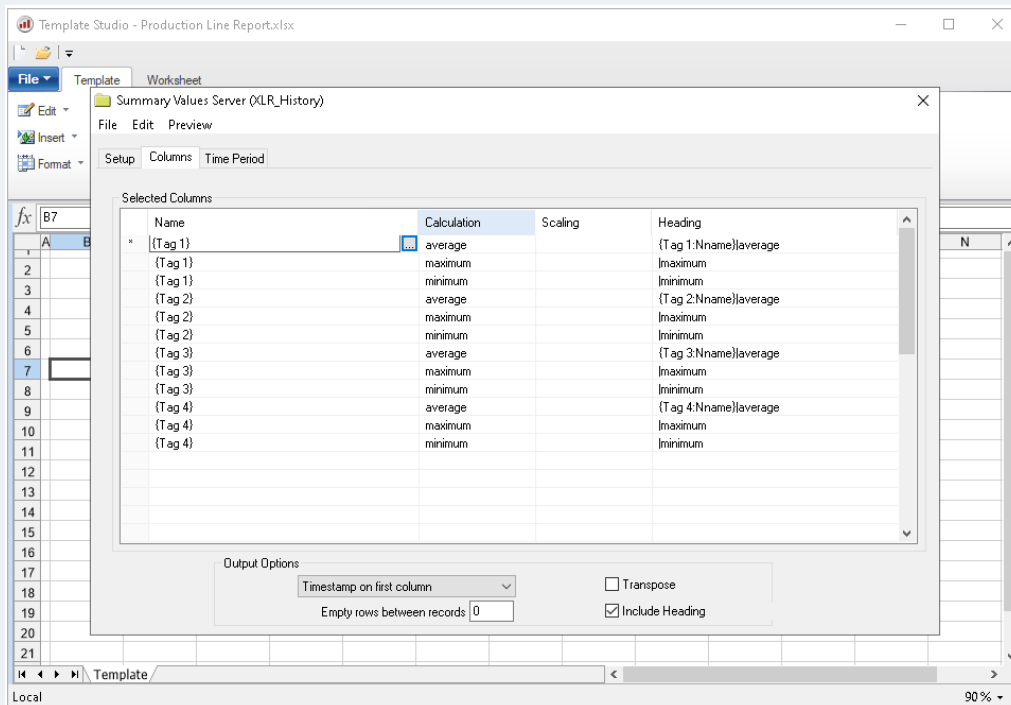 Template Studio - Production Line Report.xlsx
File Template Worksheet
Edit
Insert
Format
Summary Values Server (XLR_History)
File Edit Preview
Setup Columns Time Period
Selected Columns
Name Calculation Scaling Heading
* {Tag 1} ... average {Tag 1:Nname}|average
{Tag 1} maximum |maximum
{Tag 1} minimum |minimum
{Tag 2} average {Tag 2:Nname}|average
{Tag 2} maximum |maximum
{Tag 2} minimum |minimum
{Tag 3} average {Tag 3:Nname}|average
{Tag 3} maximum |maximum
{Tag 3} minimum |minimum
{Tag 4} average {Tag 4:Nname}|average
{Tag 4} maximum |maximum
{Tag 4} minimum |minimum
Output Options
Timestamp on first column
Transpose
Empty rows between records 0
Include Heading
fx B7
A B N
2
3
4
5
6
7
8
9
10
11
12
13
14
15
16
17
18
19
20
21
Template
Local 90 %